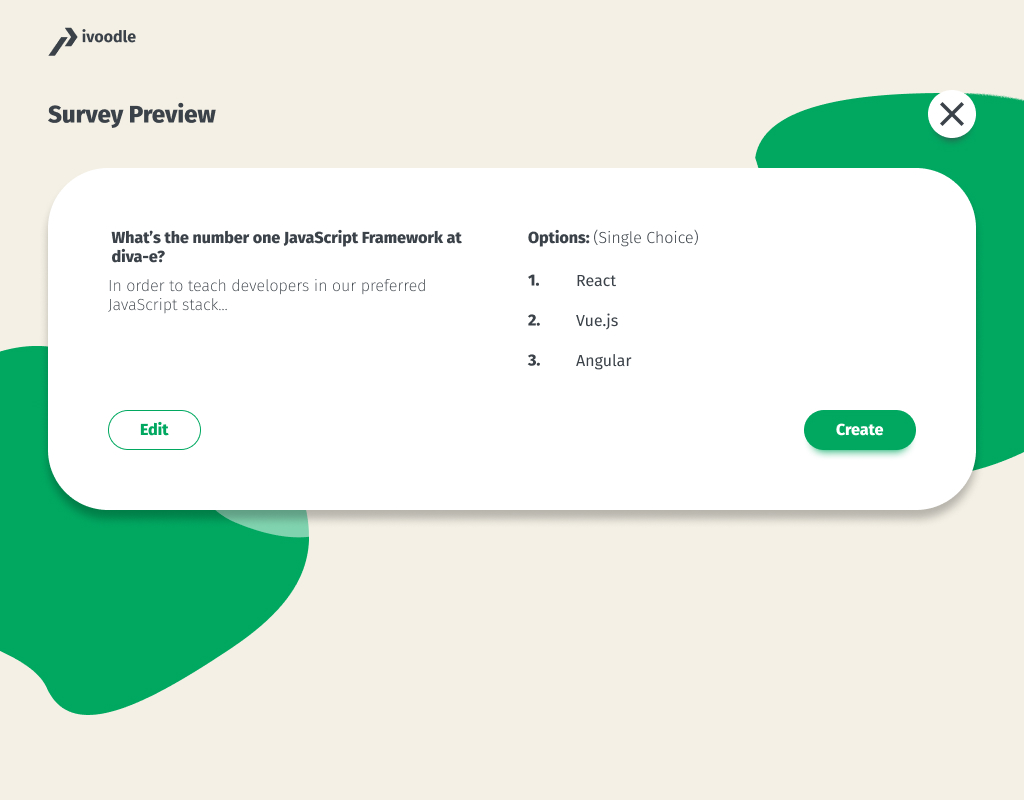 ivoodle
Survey Preview
What's the number one JavaScript Framework at
diva-e?
In order to teach developers in our preferred
JavaScript stack...
Options: (Single Choice)
1. React
2. Vue.js
3. Angular
Edit
Create